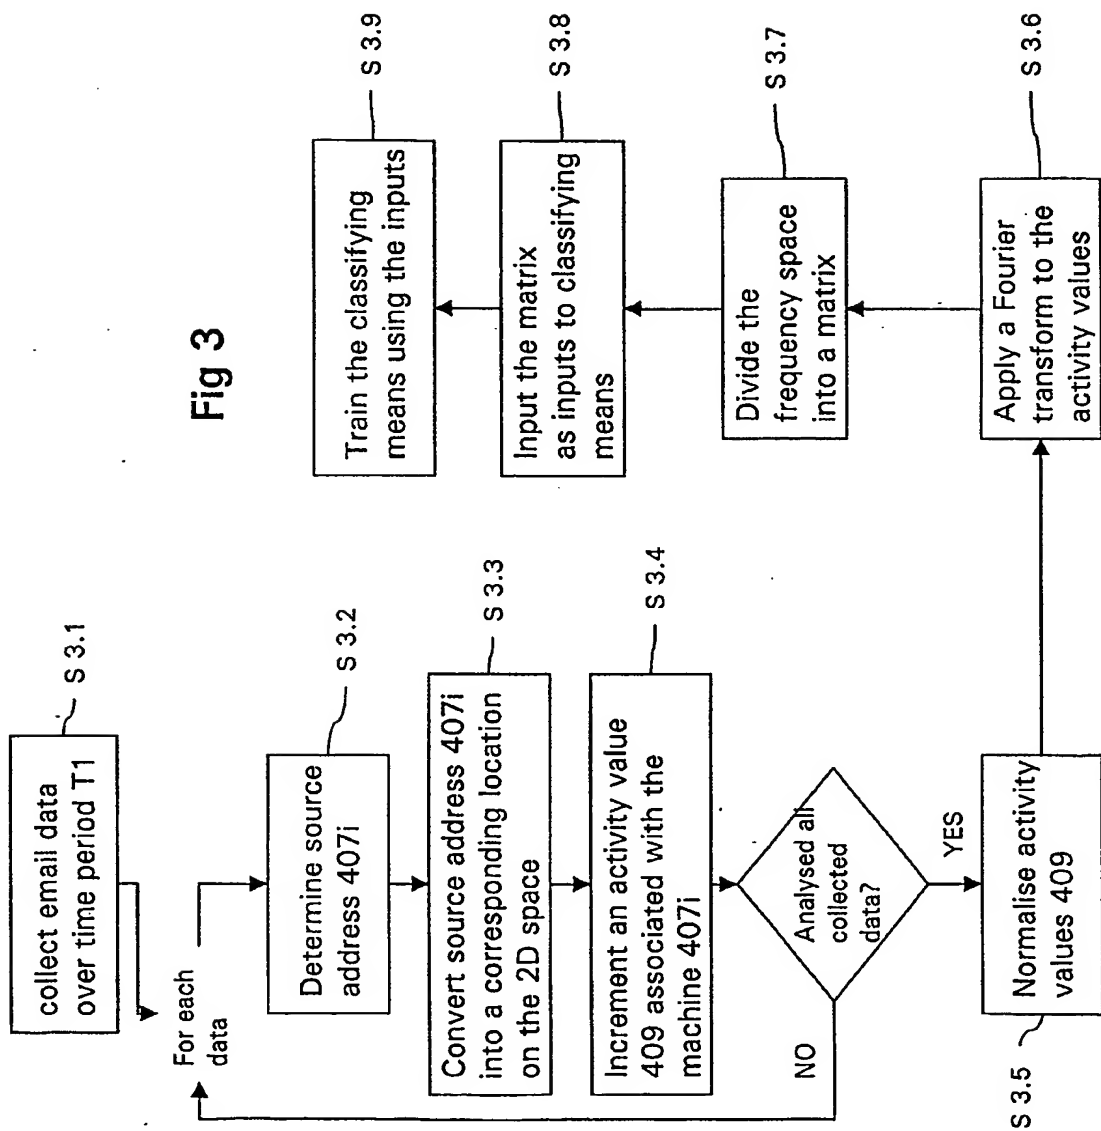 Fig 3
collect email data
over time period T1
S 3.1
For each
data
Determine source
address 407i
S 3.2
Convert source address 407i
into a corresponding location
on the 2D space
S 3.3
Increment an activity value
409 associated with the
machine 407i
S 3.4
Analysed all
collected
data?
NO
YES
Normalise activity
values 409
S 3.5
Apply a Fourier
transform to the
activity values
S 3.6
Divide the
frequency space
into a matrix
S 3.7
Input the matrix
as inputs to classifying
means
S 3.8
Train the classifying
means using the inputs
S 3.9